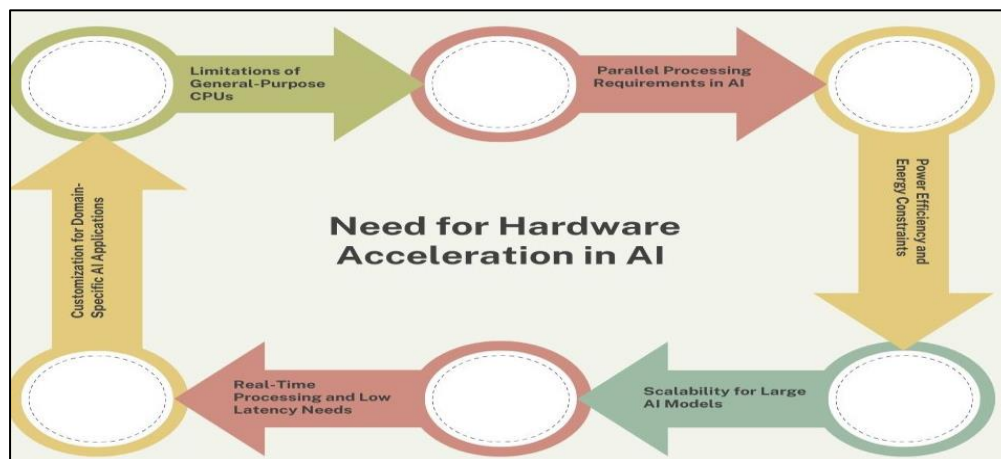 Limitations of
General-Purpose
CPUs
Parallel Processing
Requirements in AI
Power Efficiency and
Energy Constraints
Need for Hardware
Acceleration in AI
Customization for Domain-
Specific AI Applications
Real-Time
Processing and Low
Latency Needs
Scalability for Large
AI Models